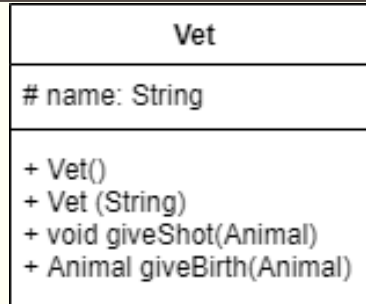 Vet
# name: String
+ Vet()
+ Vet (String)
+ void giveShot(Animal)
+ Animal giveBirth(Animal)